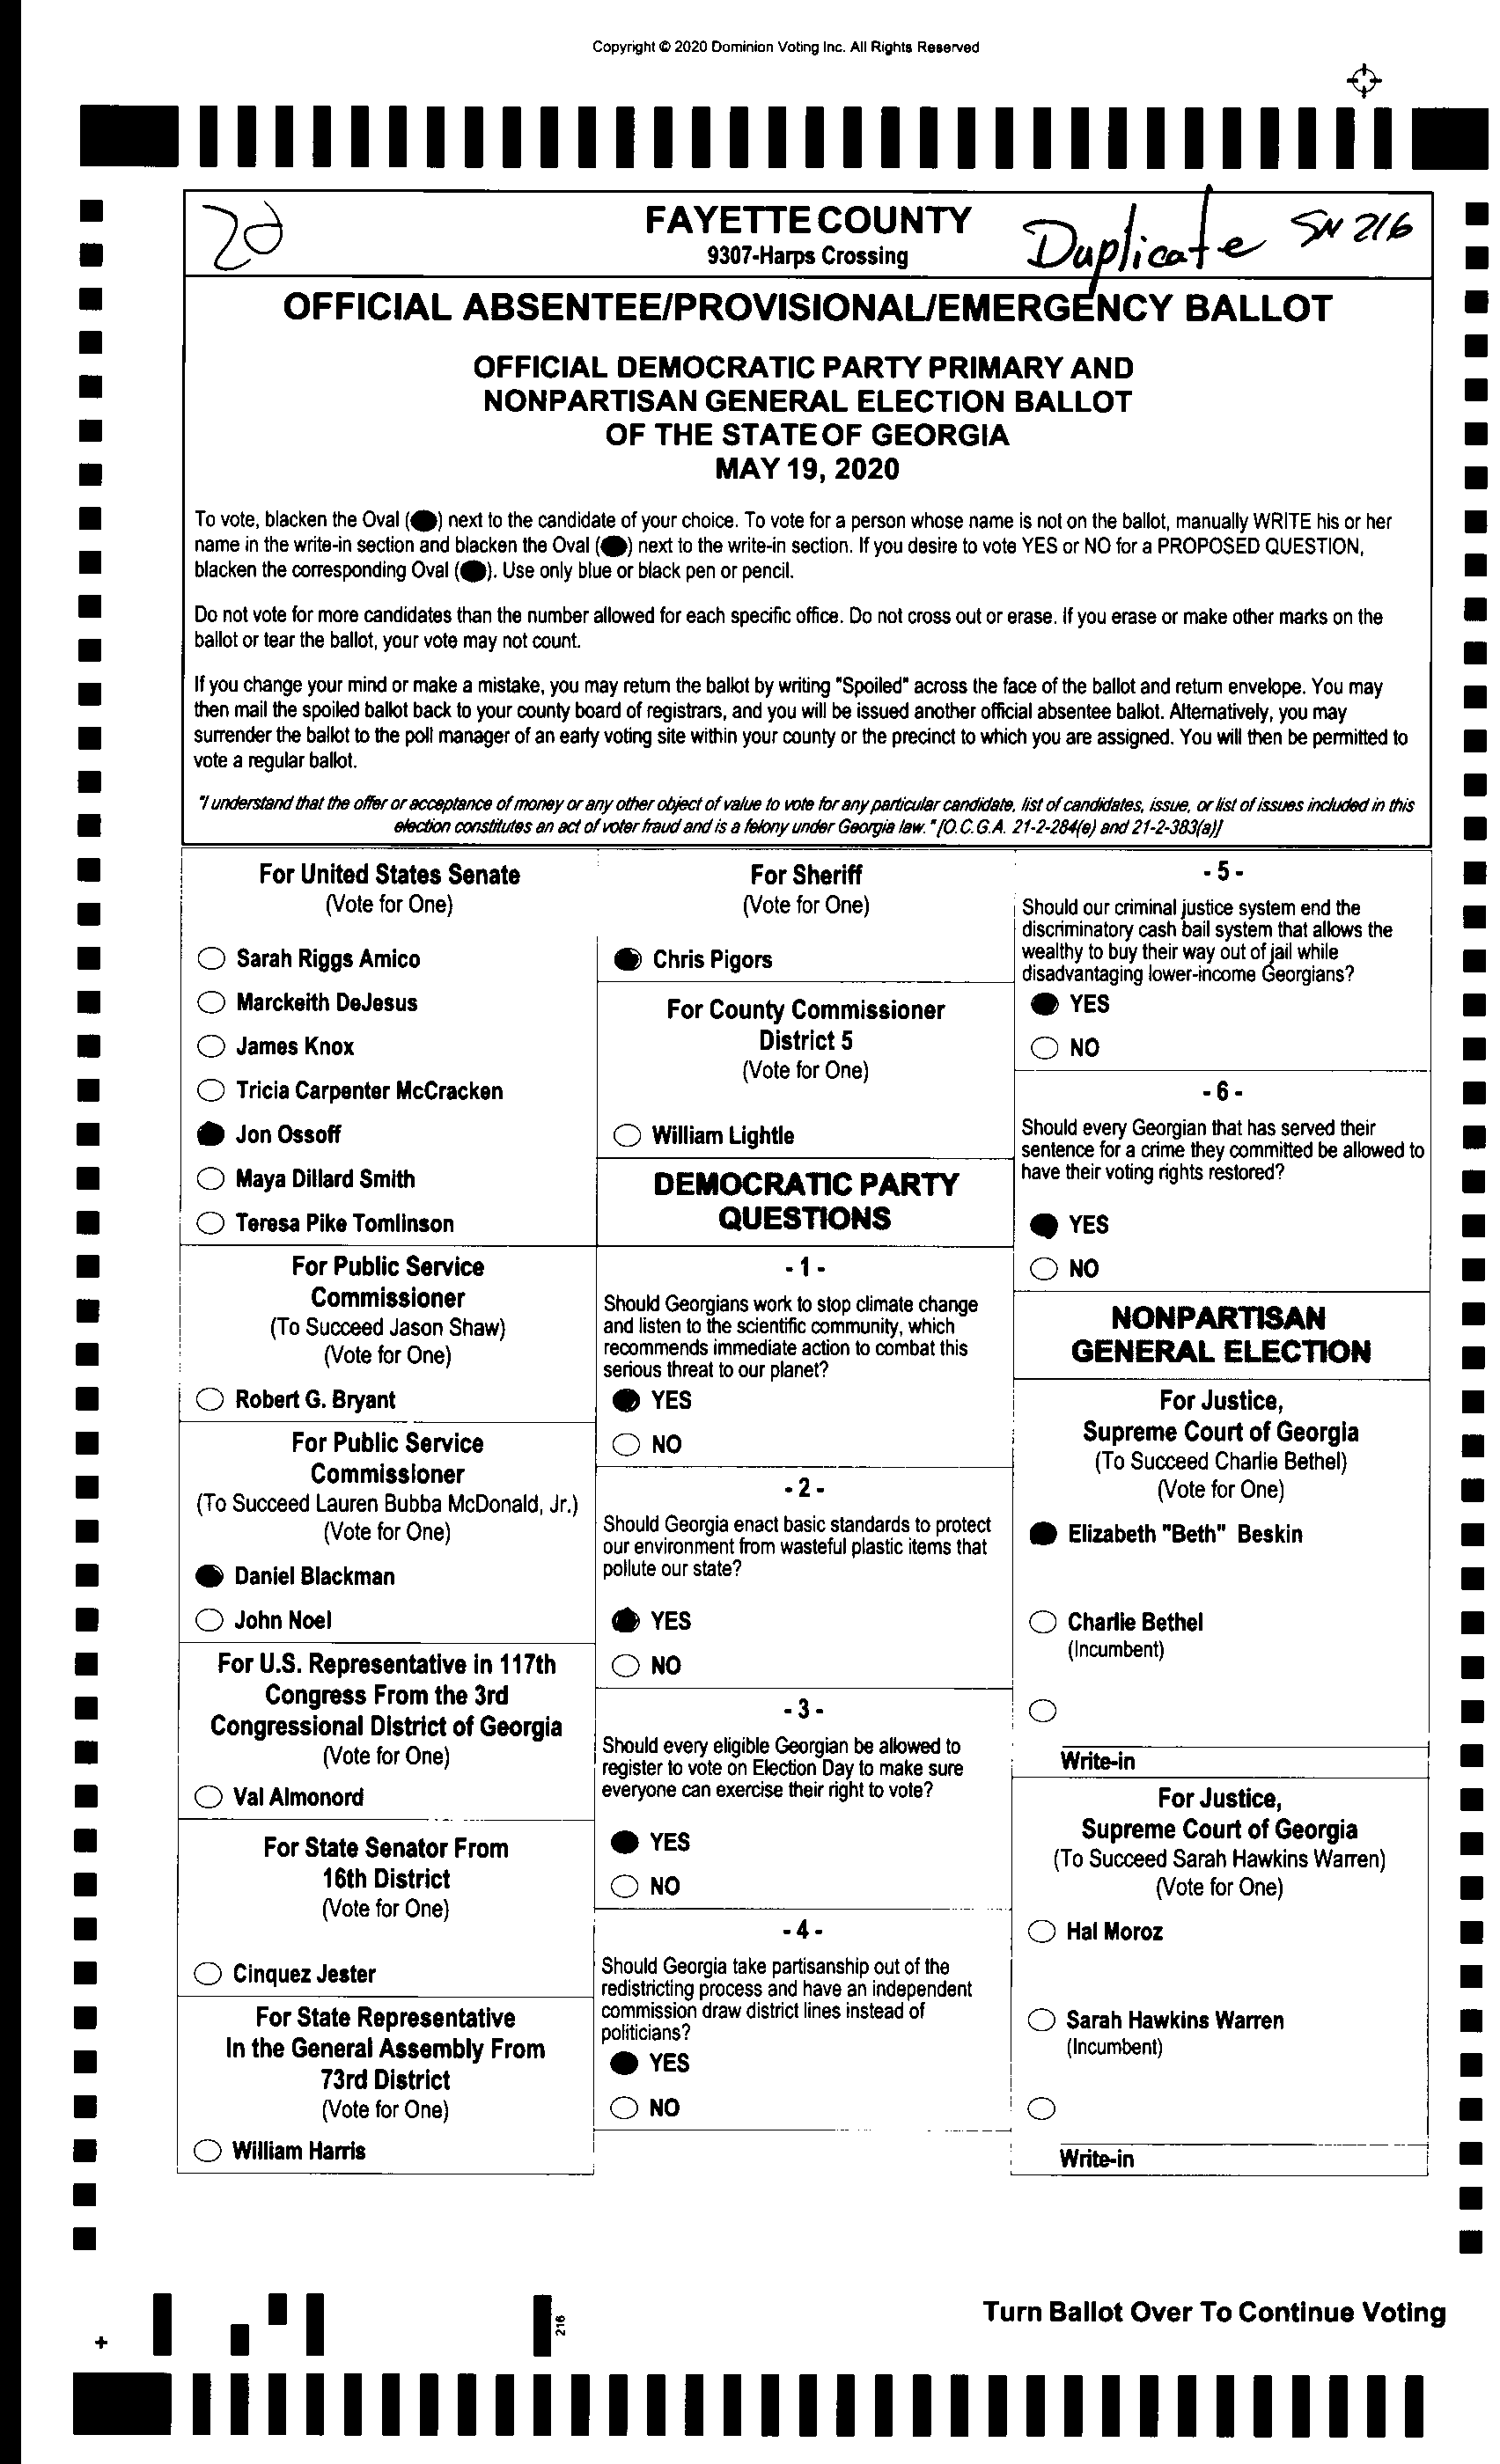 Copyright © 2020 Dominion Voting Inc. All Rights Reserved
20
FAYETTE COUNTY
9307-Harps Crossing
Duplicate SN 216
OFFICIAL ABSENTEE/PROVISIONAL/EMERGENCY BALLOT
OFFICIAL DEMOCRATIC PARTY PRIMARY AND
NONPARTISAN GENERAL ELECTION BALLOT
OF THE STATE OF GEORGIA
MAY 19, 2020
To vote, blacken the Oval ( ) next to the candidate of your choice. To vote for a person whose name is not on the ballot, manually WRITE his or her
name in the write-in section and blacken the Oval ( ) next to the write-in section. If you desire to vote YES or NO for a PROPOSED QUESTION,
blacken the corresponding Oval ( ). Use only blue or black pen or pencil.
Do not vote for more candidates than the number allowed for each specific office. Do not cross out or erase. If you erase or make other marks on the
ballot or tear the ballot, your vote may not count.
If you change your mind or make a mistake, you may return the ballot by writing "Spoiled" across the face of the ballot and return envelope. You may
then mail the spoiled ballot back to your county board of registrars, and you will be issued another official absentee ballot. Alternatively, you may
surrender the ballot to the poll manager of an early voting site within your county or the precinct to which you are assigned. You will then be permitted to
vote a regular ballot.
"I understand that the offer or acceptance of money or any other object of value to vote for any particular candidate, list of candidates, issue, or list of issues included in this
election constitutes an act of voter fraud and is a felony under Georgia law." [O.C.G.A. 21-2-284(e) and 21-2-383(a)]
For United States Senate
(Vote for One)
Sarah Riggs Amico
Marckeith DeJesus
James Knox
Tricia Carpenter McCracken
Jon Ossoff
Maya Dillard Smith
Teresa Pike Tomlinson
For Public Service
Commissioner
(To Succeed Jason Shaw)
(Vote for One)
Robert G. Bryant
For Public Service
Commissioner
(To Succeed Lauren Bubba McDonald, Jr.)
(Vote for One)
Daniel Blackman
John Noel
For U.S. Representative in 117th
Congress From the 3rd
Congressional District of Georgia
(Vote for One)
Val Almonord
For State Senator From
16th District
(Vote for One)
Cinquez Jester
For State Representative
In the General Assembly From
73rd District
(Vote for One)
William Harris
For Sheriff
(Vote for One)
Chris Pigors
For County Commissioner
District 5
(Vote for One)
William Lightle
DEMOCRATIC PARTY
QUESTIONS
- 1 -
Should Georgians work to stop climate change
and listen to the scientific community, which
recommends immediate action to combat this
serious threat to our planet?
YES
NO
- 2 -
Should Georgia enact basic standards to protect
our environment from wasteful plastic items that
pollute our state?
YES
NO
- 3 -
Should every eligible Georgian be allowed to
register to vote on Election Day to make sure
everyone can exercise their right to vote?
YES
NO
- 4 -
Should Georgia take partisanship out of the
redistricting process and have an independent
commission draw district lines instead of
politicians?
YES
NO
- 5 -
Should our criminal justice system end the
discriminatory cash bail system that allows the
wealthy to buy their way out of jail while
disadvantaging lower-income Georgians?
YES
NO
- 6 -
Should every Georgian that has served their
sentence for a crime they committed be allowed to
have their voting rights restored?
YES
NO
NONPARTISAN
GENERAL ELECTION
For Justice,
Supreme Court of Georgia
(To Succeed Charlie Bethel)
(Vote for One)
Elizabeth "Beth" Beskin
Charlie Bethel
(Incumbent)
Write-in
For Justice,
Supreme Court of Georgia
(To Succeed Sarah Hawkins Warren)
(Vote for One)
Hal Moroz
Sarah Hawkins Warren
(Incumbent)
Write-in
216
Turn Ballot Over To Continue Voting